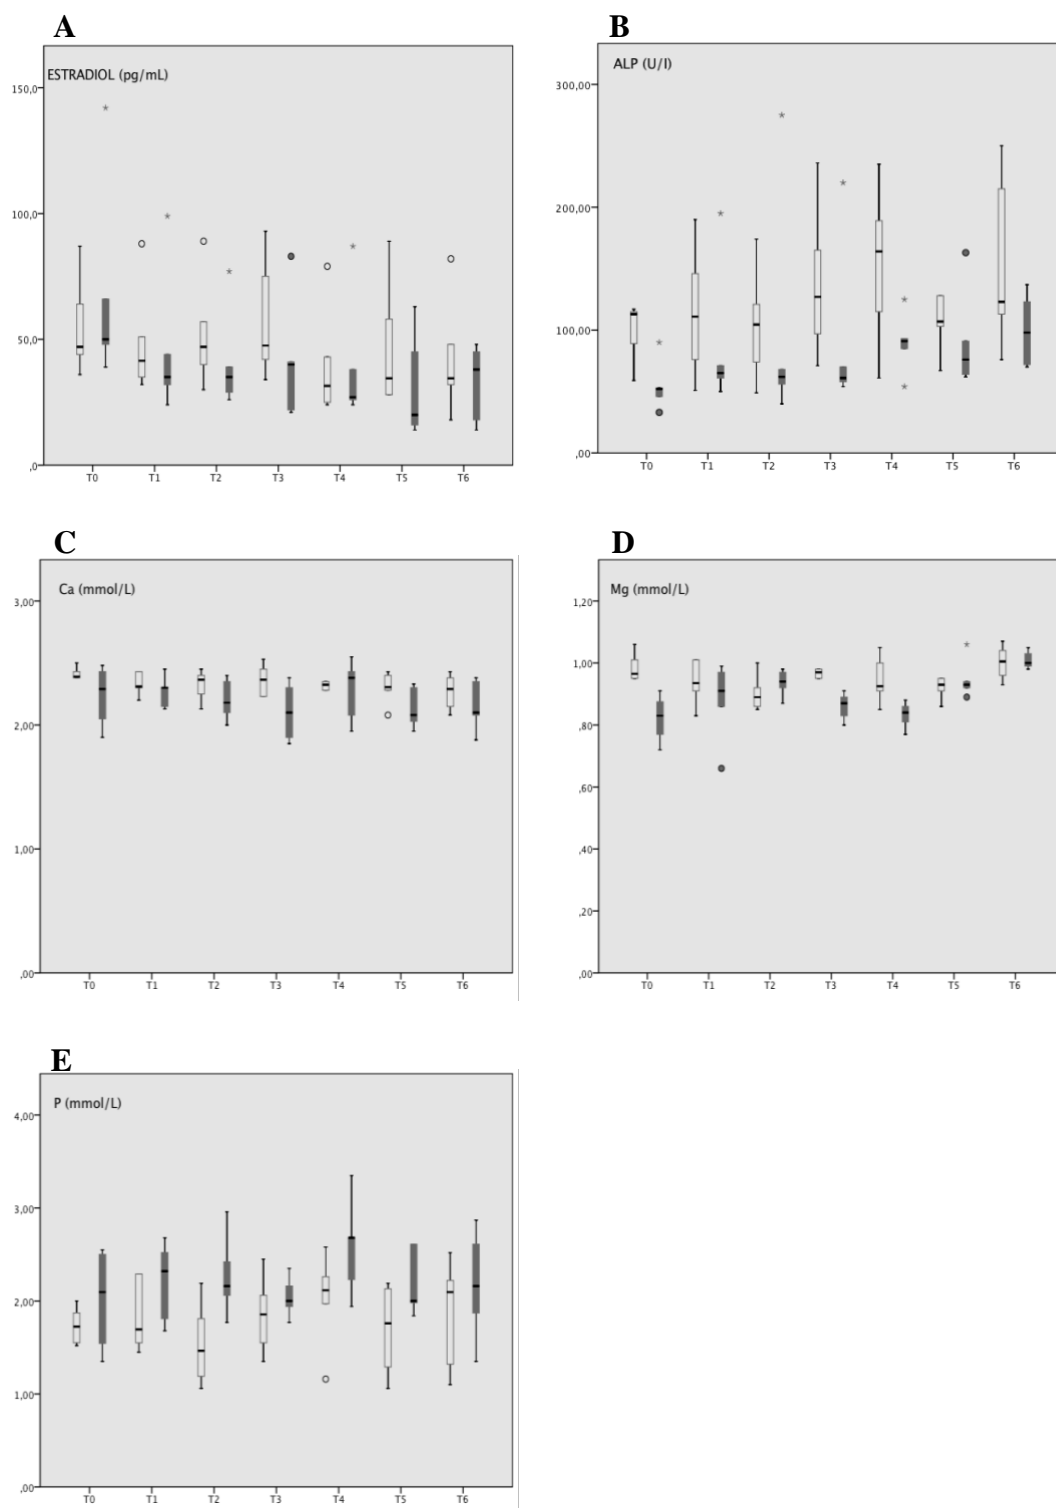 A
ESTRADIOL (pg/mL)
150,0
100,0
50,0
,0
T0 T1 T2 T3 T4 T5 T6
B
ALP (U/l)
300,00
200,00
100,00
,00
T0 T1 T2 T3 T4 T5 T6
C
Ca (mmol/L)
3,00
2,00
1,00
,00
T0 T1 T2 T3 T4 T5 T6
D
Mg (mmol/L)
1,20
1,00
,80
,60
,40
,20
,00
T0 T1 T2 T3 T4 T5 T6
E
P (mmol/L)
4,00
3,00
2,00
1,00
,00
T0 T1 T2 T3 T4 T5 T6